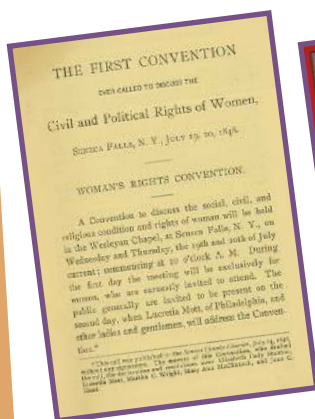 THE FIRST CONVENTION
EVER CALLED TO DISCUSS THE
Civil and Political Rights of Women,
SENECA FALLS, N. Y., JULY 19, 20, 1848.
WOMAN'S RIGHTS CONVENTION.
A Convention to discuss the social, civil, and
religious condition and rights of woman will be held
in the Wesleyan Chapel, at Seneca Falls, N. Y., on
Wednesday and Thursday, the 19th and 20th of July
current; commencing at 10 o'clock A. M. During
the first day the meeting will be exclusively for
women, who are earnestly invited to attend. The
public generally are invited to be present on the
second day, when Lucretia Mott, of Philadelphia, and
other ladies and gentlemen, will address the Conven-
tion.*
*This call was published in the Seneca County Courier, July 14, 1848,
without any signatures. The movers of this Convention, who drafted
the call, the declaration and resolutions were Elizabeth Cady Stanton,
Lucretia Mott, Martha C. Wright, Mary Ann McClintock, and Jane C.
Hunt.